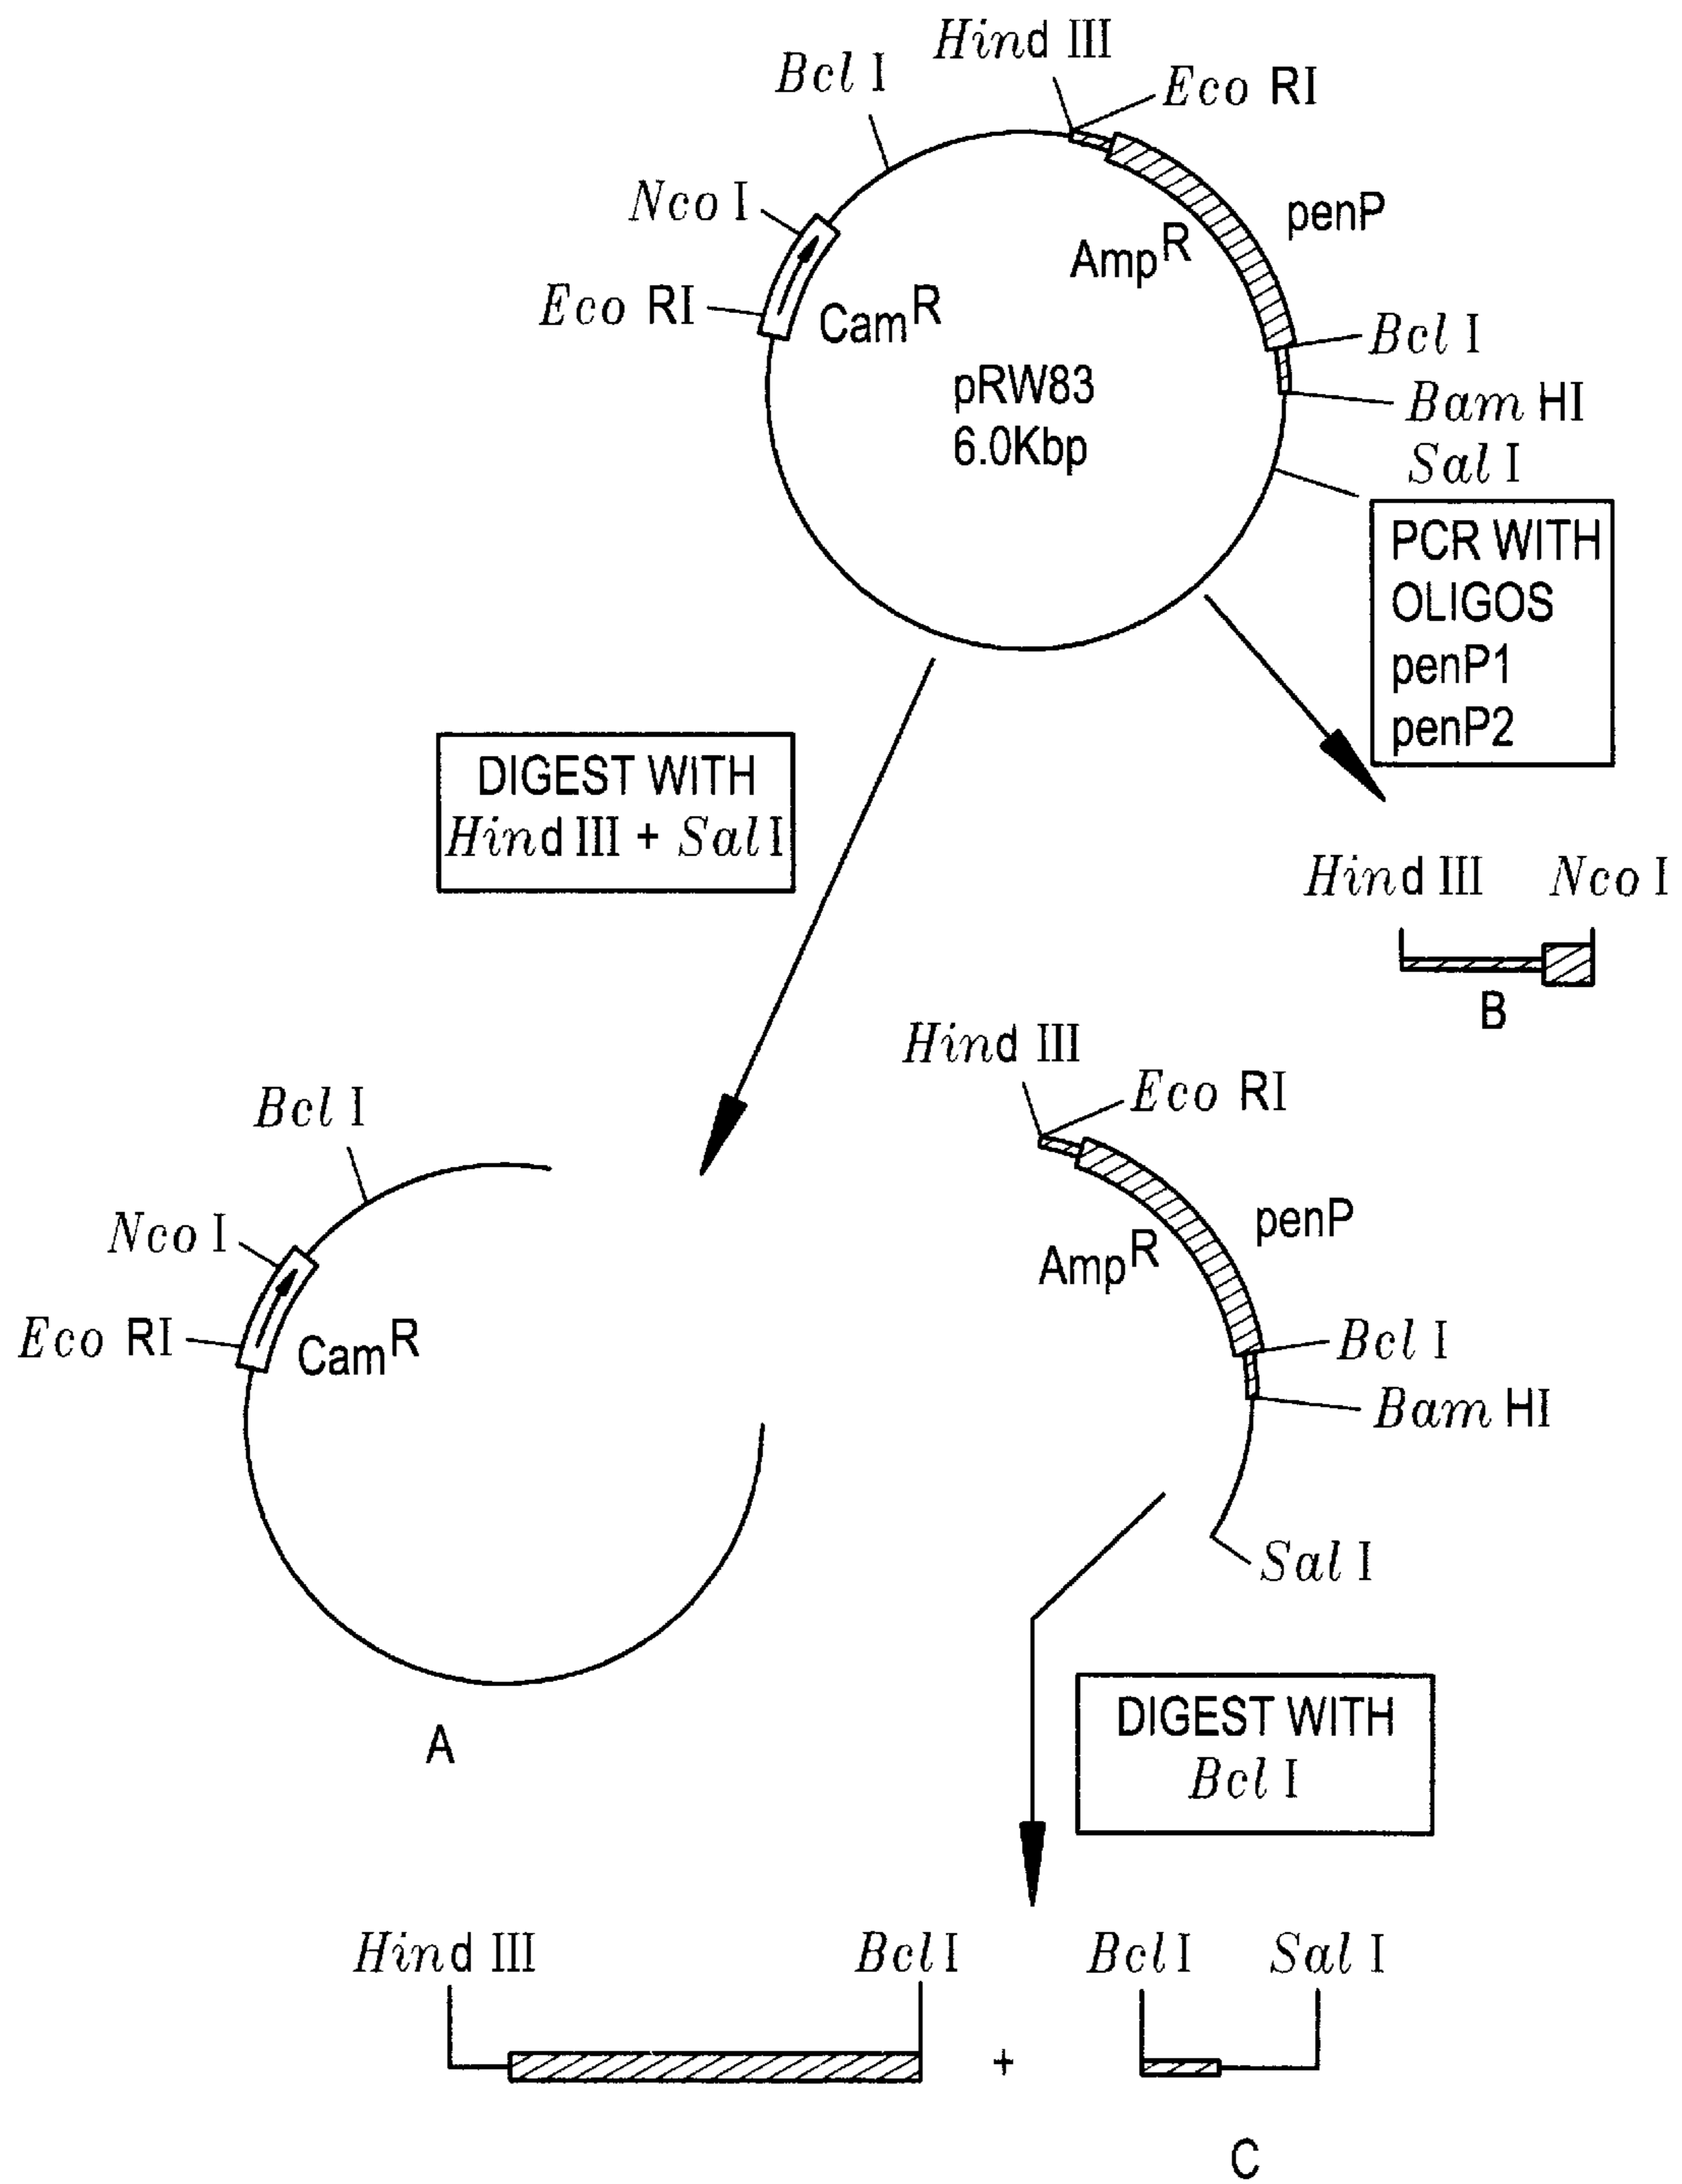 Hind III
Bcl I
Eco RI
Nco I
penP
Amp^R
Eco RI
Cam^R
Bcl I
pRW83
6.0Kbp
Bam HI
Sal I
PCR WITH
OLIGOS
penP1
penP2
DIGEST WITH
Hind III + Sal I
Hind III Nco I
B
Hind III
Eco RI
Bcl I
Nco I
penP
Amp^R
Eco RI
Cam^R
Bcl I
Bam HI
Sal I
A
DIGEST WITH
Bcl I
Hind III Bcl I Bcl I Sal I
+
C